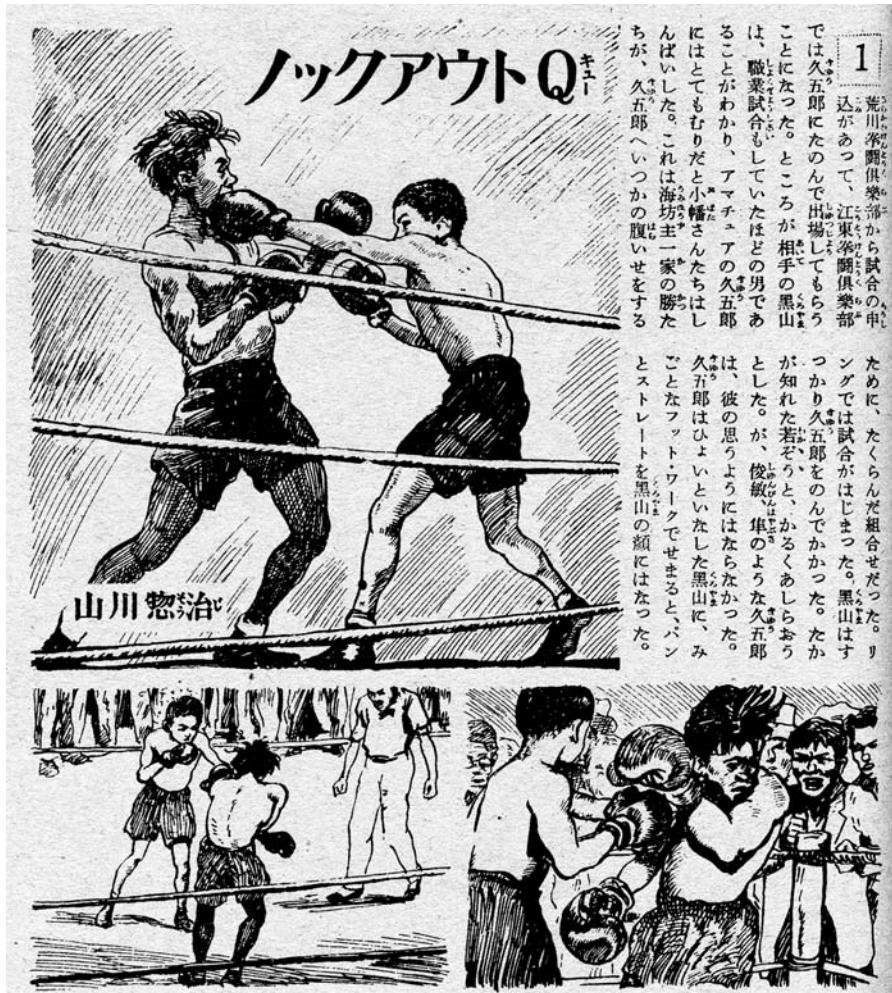 ノックアウトQ
1
荒川拳鬪倶樂部から試合の申
込があって、江東拳鬪倶樂部
では久五郎にたのんで出場してもらう
ことになった。ところが相手の黒山
は、職業試合もしていたほどの男であ
ることがわかり、アマチュアの久五郎
にはとてもむりだと小幡さんたちはし
んぱいした。これは海坊主一家の勝た
ちが、久五郎へいつかの腹いせをする
ために、たくらんだ組合せだった。リ
ングでは試合がはじまった。黒山はす
っかり久五郎をのんでかかった。たか
が知れた若ぞうと、かるくあしらおう
とした。が、俊敏、隼のような久五郎
は、彼の思うようにはならなかった。
久五郎はひょいといなした黒山に、み
ごとなフット・ワークでせまると、パン
とストレートを黒山の顔にはなった。
山川惣治